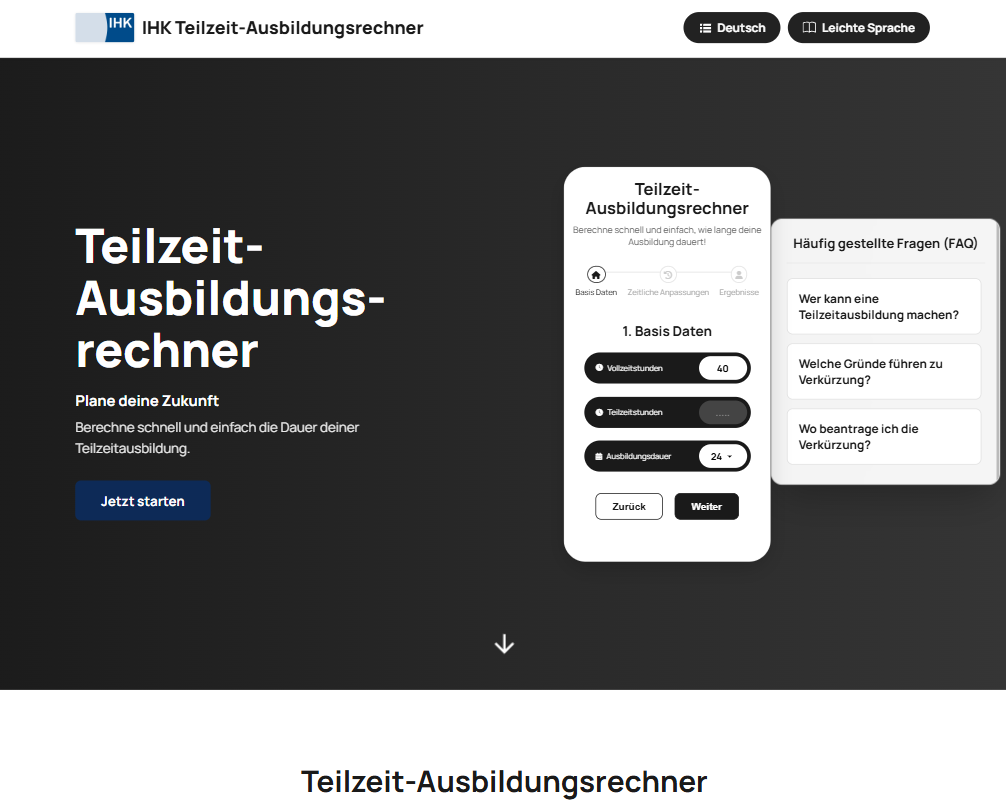 IHK
IHK Teilzeit-Ausbildungsrechner
Deutsch
Leichte Sprache
Teilzeit-
Ausbildungs-
rechner
Plane deine Zukunft
Berechne schnell und einfach die Dauer deiner
Teilzeitausbildung.
Jetzt starten
Teilzeit-
Ausbildungsrechner
Berechne schnell und einfach, wie lange deine
Ausbildung dauert!
Basis Daten
Zeitliche Anpassungen
Ergebnisse
1. Basis Daten
Vollzeitstunden
40
Teilzeitstunden
.....
Ausbildungsdauer
24
Zurück
Weiter
Häufig gestellte Fragen (FAQ)
Wer kann eine
Teilzeitausbildung machen?
Welche Gründe führen zu
Verkürzung?
Wo beantrage ich die
Verkürzung?
Teilzeit-Ausbildungsrechner